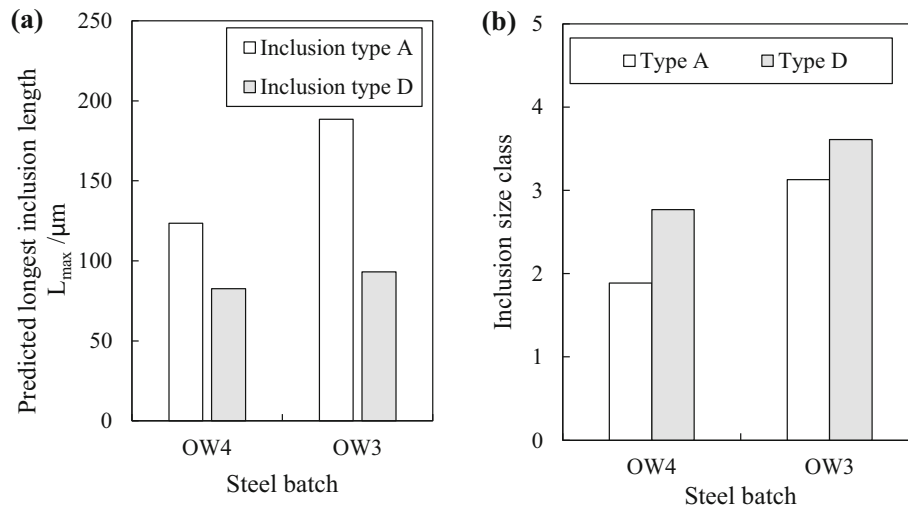 (a)
250
200
150
100
50
0
Predicted longest inclusion length
L_max /μm
Inclusion type A
Inclusion type D
OW4 OW3
Steel batch
(b)
5
4
3
2
1
0
Inclusion size class
Type A Type D
OW4 OW3
Steel batch